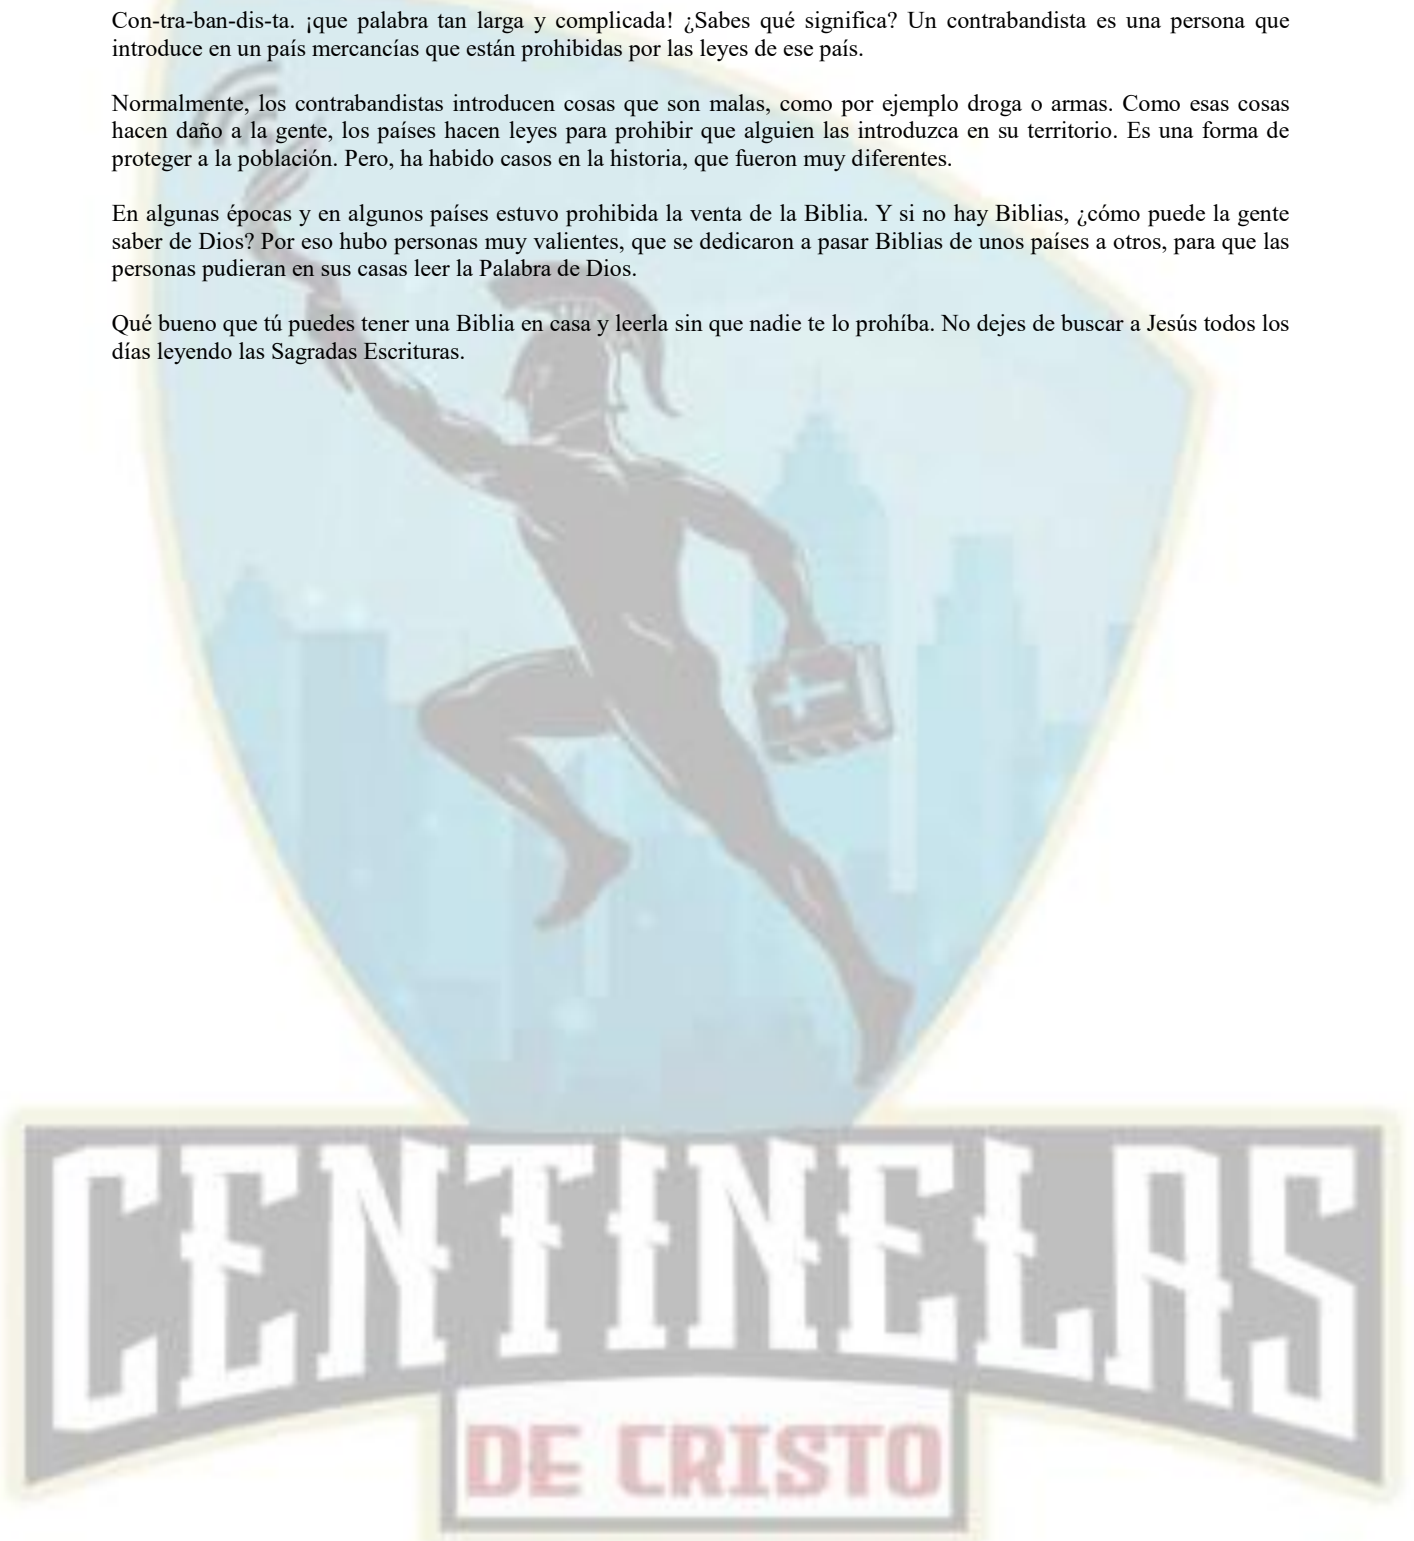 Con-tra-ban-dis-ta. ¡que palabra tan larga y complicada! ¿Sabes qué significa? Un contrabandista es una persona que
introduce en un país mercancías que están prohibidas por las leyes de ese país.
Normalmente, los contrabandistas introducen cosas que son malas, como por ejemplo droga o armas. Como esas cosas
hacen daño a la gente, los países hacen leyes para prohibir que alguien las introduzca en su territorio. Es una forma de
proteger a la población. Pero, ha habido casos en la historia, que fueron muy diferentes.
En algunas épocas y en algunos países estuvo prohibida la venta de la Biblia. Y si no hay Biblias, ¿cómo puede la gente
saber de Dios? Por eso hubo personas muy valientes, que se dedicaron a pasar Biblias de unos países a otros, para que las
personas pudieran en sus casas leer la Palabra de Dios.
Qué bueno que tú puedes tener una Biblia en casa y leerla sin que nadie te lo prohíba. No dejes de buscar a Jesús todos los
días leyendo las Sagradas Escrituras.
CENTINELAS
DE CRISTO